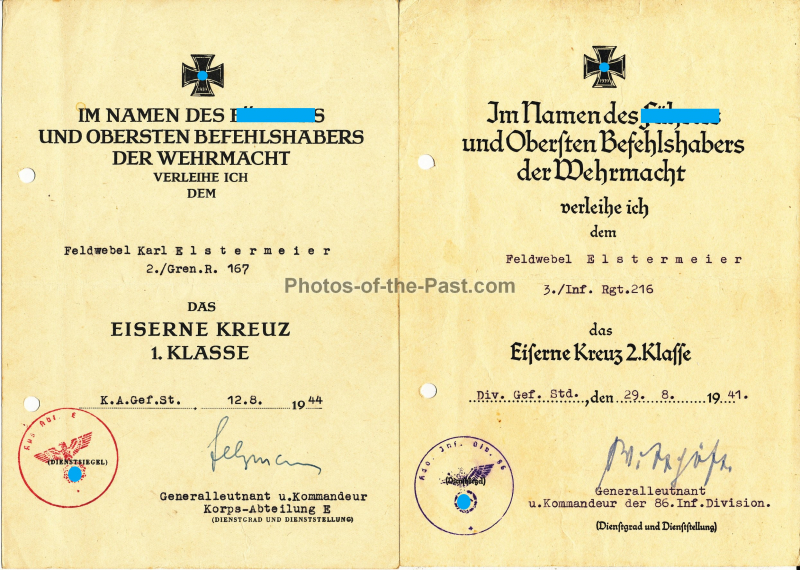 IM NAMEN DES F S
UND OBERSTEN BEFEHLSHABERS
DER WEHRMACHT
VERLEIHE ICH
DEM
Feldwebel Karl Elstermeier
2./Gren.R. 167
DAS
EISERNE KREUZ
1. KLASSE
K.A.Gef.St. . 12.8. 1944
(DIENSTSIEGEL)
Generalleutnant u.Kommandeur
Korps-Abteilung E
(DIENSTGRAD UND DIENSTSTELLUNG)
Im Namen des
und Obersten Befehlshabers
der Wehrmacht
verleihe ich
dem
Feldwebel Elstermeier
3./Inf. Rgt.216
das
Eiserne Kreuz 2.Klasse
Div. Gef. Std. , den 29. 8. 1941.
(Dienstsiegel)
Generalleutnant
u.Kommandeur der 86.Inf.Division.
(Dienstgrad und Dienststellung)
Photos-of-the-Past.com